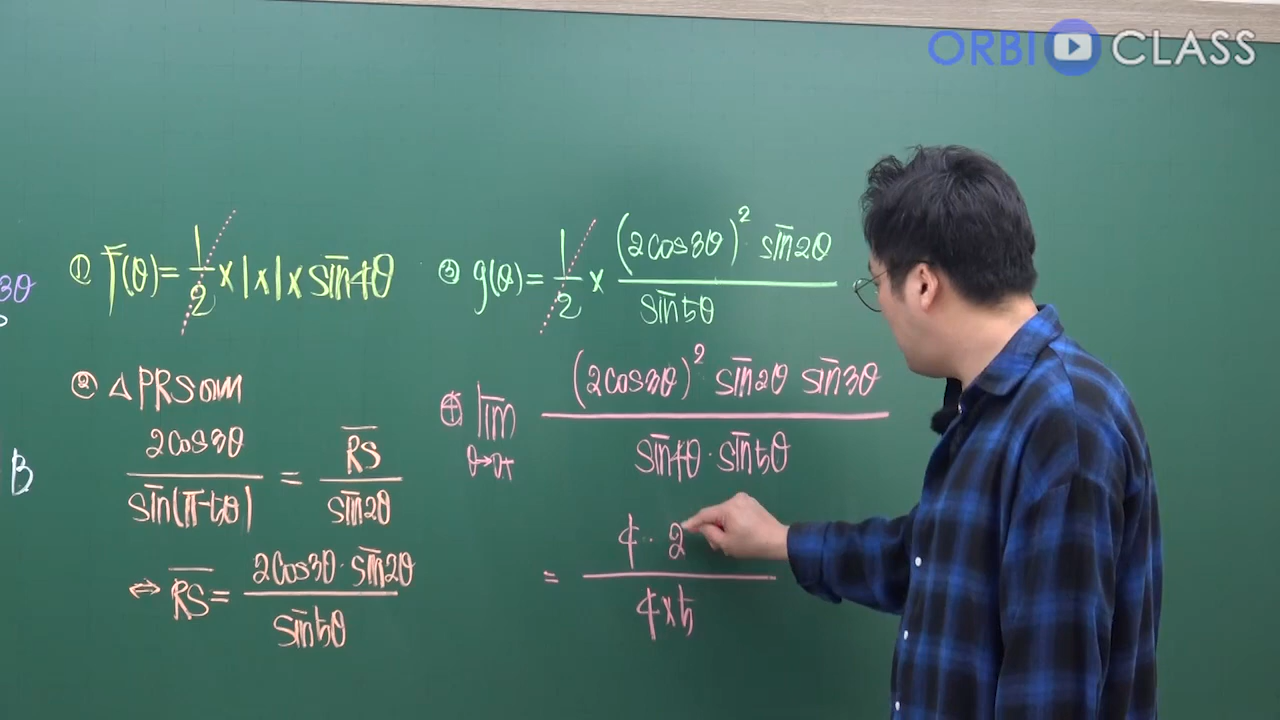 ORBI CLASS
3θ
B
① f(θ)= 1/2 ×1×1× sin4θ
② △PRS에서
2cos3θ / sin(π-5θ) = RS / sin2θ
⇔ RS = 2cos3θ·sin2θ / sin5θ
③ g(θ)= 1/2 × (2cos3θ)² sin2θ / sin5θ
④ lim θ→0+ (2cos3θ)² sin2θ sin3θ / sin4θ·sin5θ
= 4·2 / 4×5